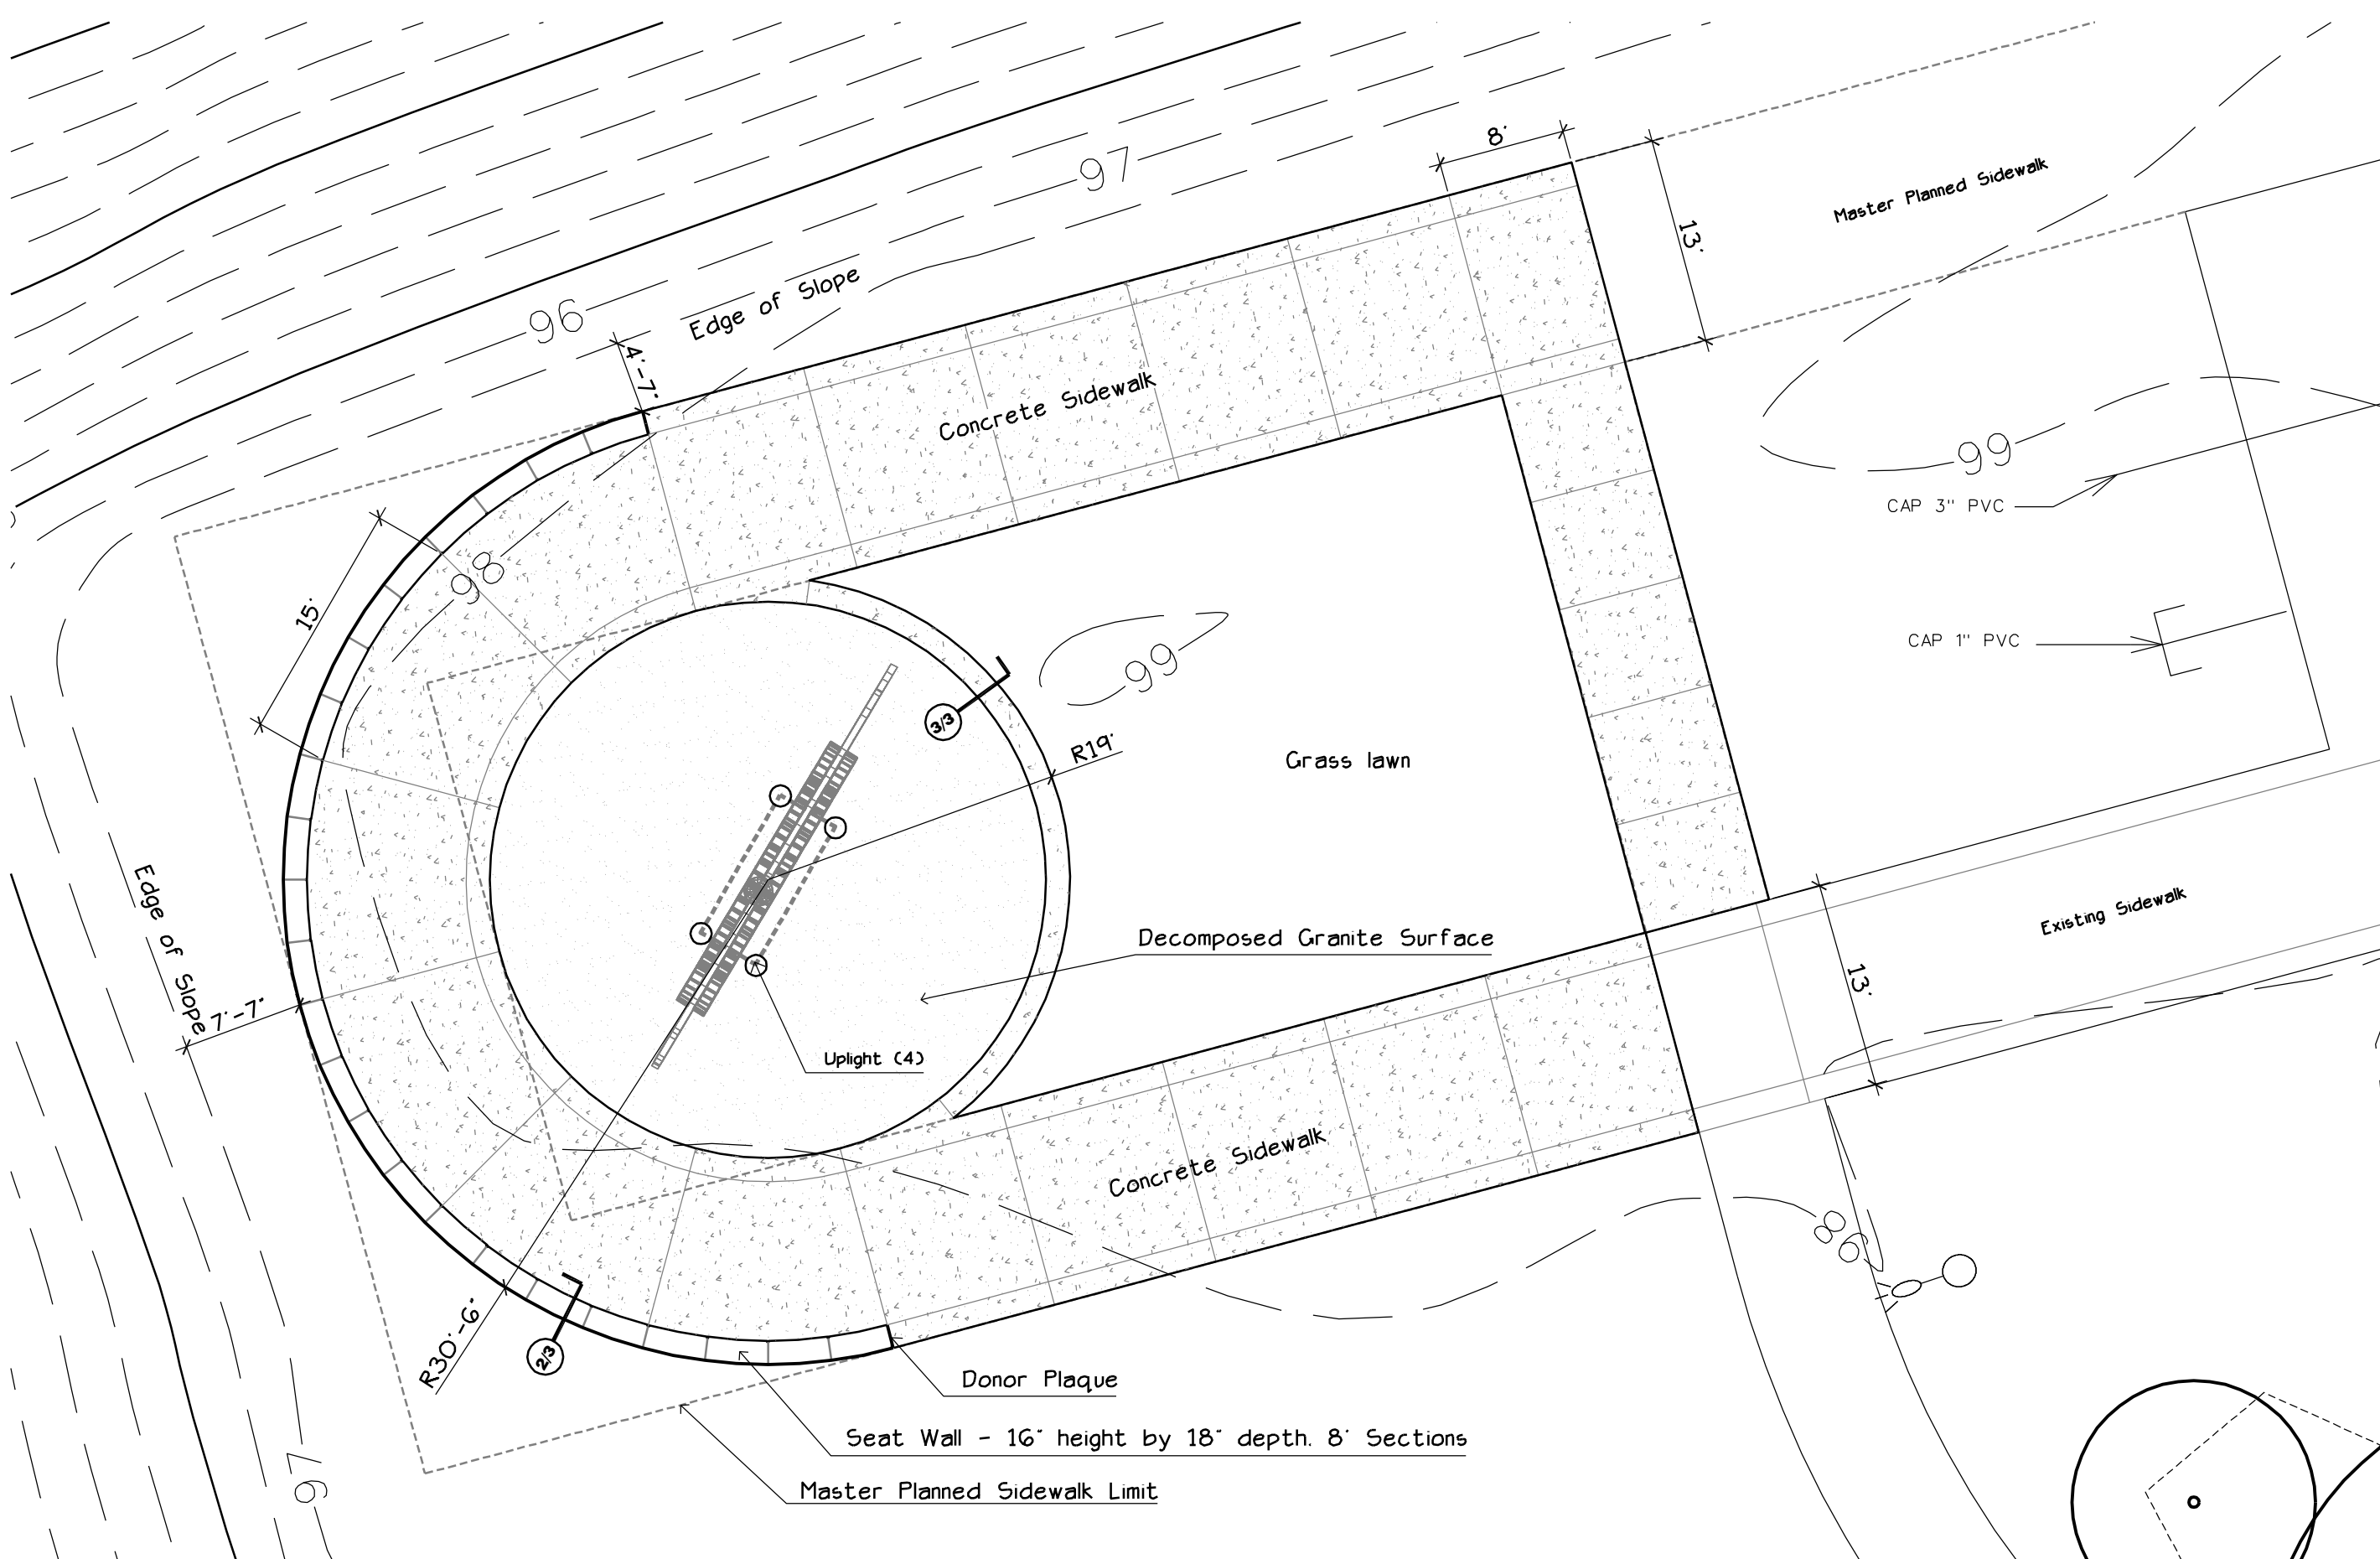 8'
97
Master Planned Sidewalk
13'
Edge of Slope
96
4'-7"
Concrete Sidewalk
99
CAP 3" PVC
98
15'
CAP 1" PVC
99
3/3
R19'
Grass lawn
Edge of Slope
Existing Sidewalk
Decomposed Granite Surface
13'
7'-7"
Uplight (4)
Concrete Sidewalk
98
R30'-6"
2/3
Donor Plaque
Seat Wall - 16" height by 18" depth. 8' Sections
97
Master Planned Sidewalk Limit